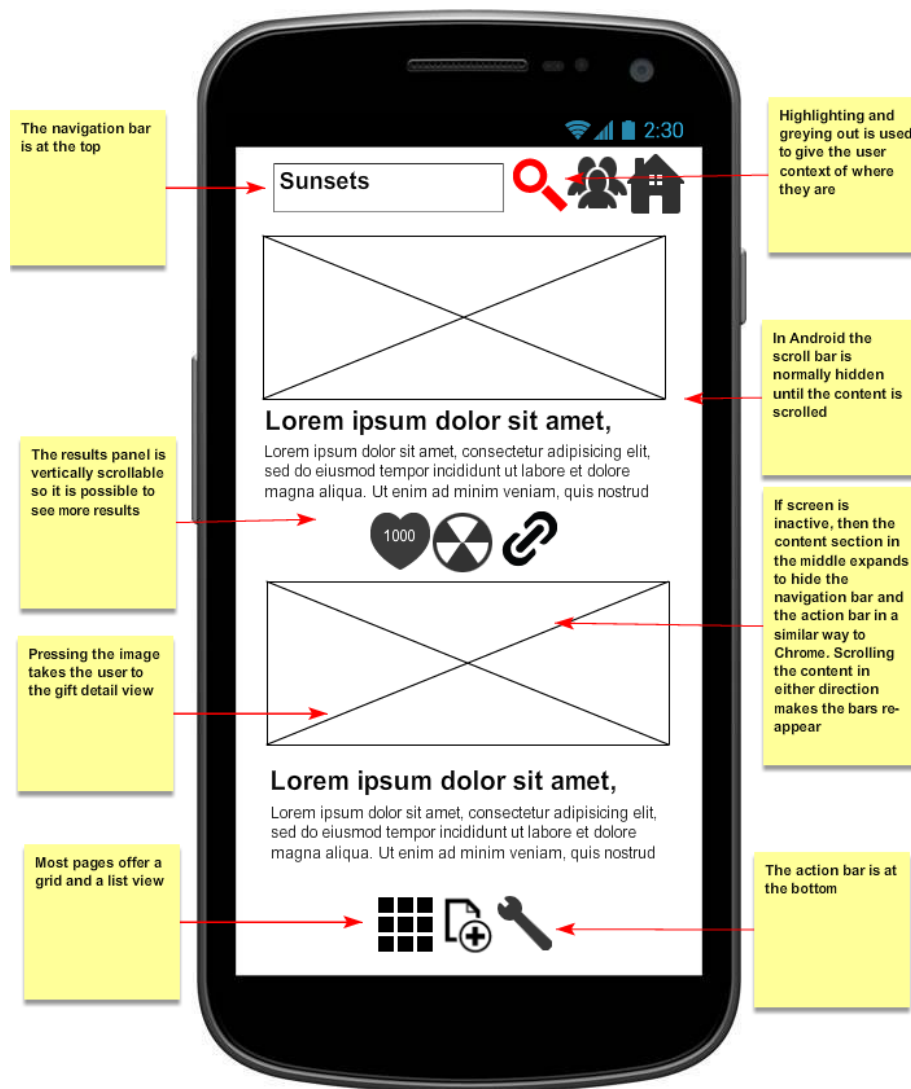 2:30
The navigation bar
is at the top
Sunsets
Highlighting and
greying out is used
to give the user
context of where
they are
In Android the
scroll bar is
normally hidden
until the content is
scrolled
Lorem ipsum dolor sit amet,
Lorem ipsum dolor sit amet, consectetur adipisicing elit,
sed do eiusmod tempor incididunt ut labore et dolore
magna aliqua. Ut enim ad minim veniam, quis nostrud
The results panel is
vertically scrollable
so it is possible to
see more results
1000
If screen is
inactive, then the
content section in
the middle expands
to hide the
navigation bar and
the action bar in a
similar way to
Chrome. Scrolling
the content in
either direction
makes the bars re-
appear
Pressing the image
takes the user to
the gift detail view
Lorem ipsum dolor sit amet,
Lorem ipsum dolor sit amet, consectetur adipisicing elit,
sed do eiusmod tempor incididunt ut labore et dolore
magna aliqua. Ut enim ad minim veniam, quis nostrud
Most pages offer a
grid and a list view
The action bar is at
the bottom